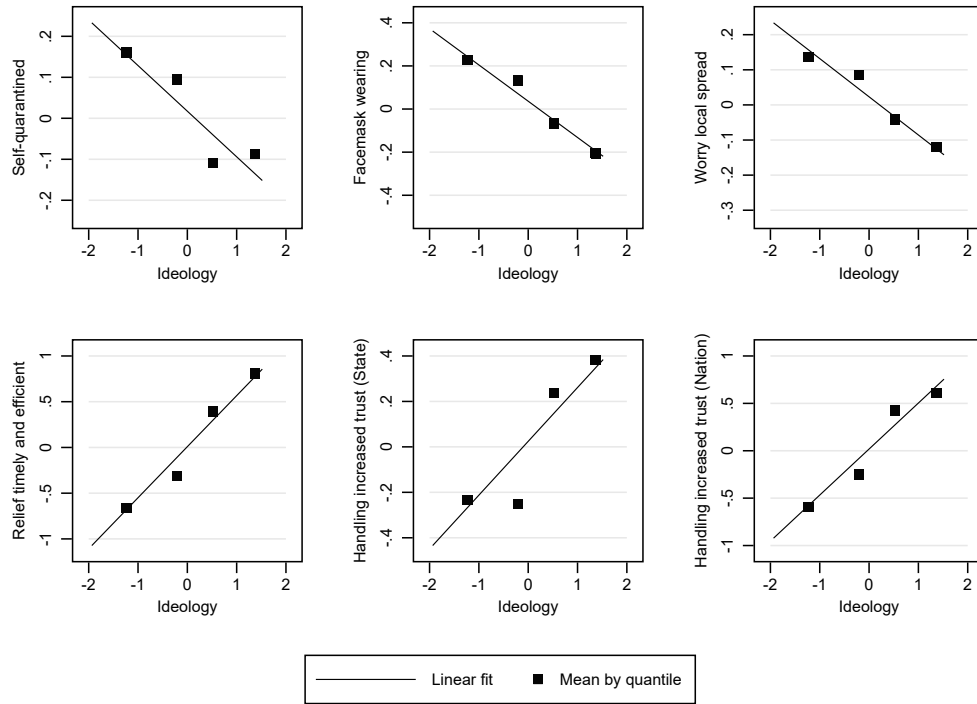 Self-quarantined
.2
.1
0
-.1
-.2
-2 -1 0 1 2
Ideology
Facemask wearing
.4
.2
0
-.2
-.4
-2 -1 0 1 2
Ideology
Worry local spread
.2
.1
0
-.1
-.2
-.3
-2 -1 0 1 2
Ideology
Relief timely and efficient
1
.5
0
-.5
-1
-2 -1 0 1 2
Ideology
Handling increased trust (State)
.4
.2
0
-.2
-.4
-2 -1 0 1 2
Ideology
Handling increased trust (Nation)
1
.5
0
-.5
-1
-2 -1 0 1 2
Ideology
Linear fit Mean by quantile